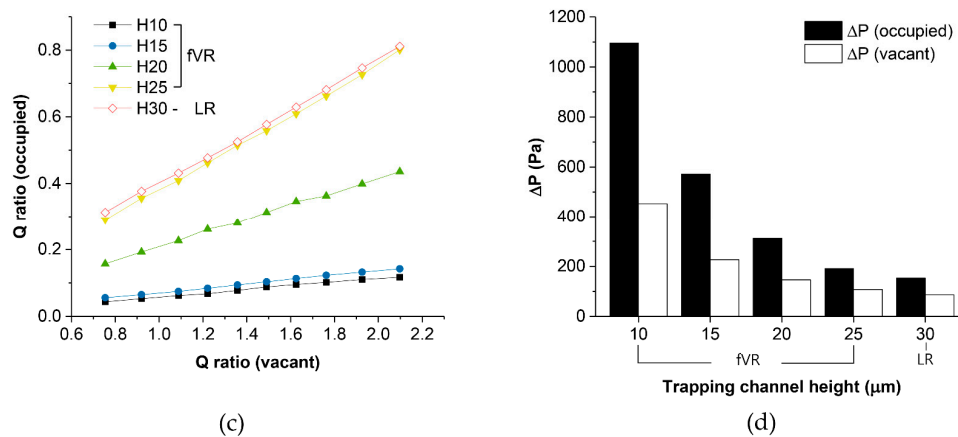 H10
H15
H20
H25
H30 - LR
fVR
Q ratio (occupied)
0.8
0.6
0.4
0.2
0.0
0.6 0.8 1.0 1.2 1.4 1.6 1.8 2.0 2.2
Q ratio (vacant)
(c)
ΔP (occupied)
ΔP (vacant)
ΔP (Pa)
1200
1000
800
600
400
200
0
10 15 20 25 30
fVR LR
Trapping channel height (μm)
(d)